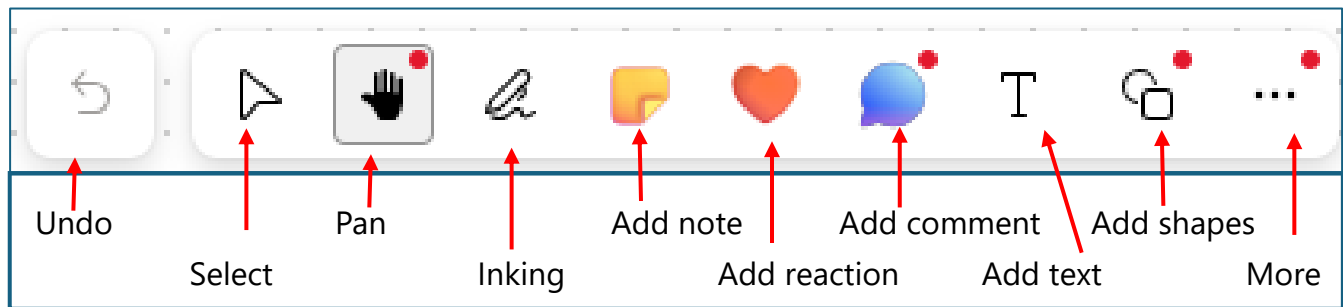 T
Undo Pan Add note Add comment Add shapes
Select Inking Add reaction Add text More